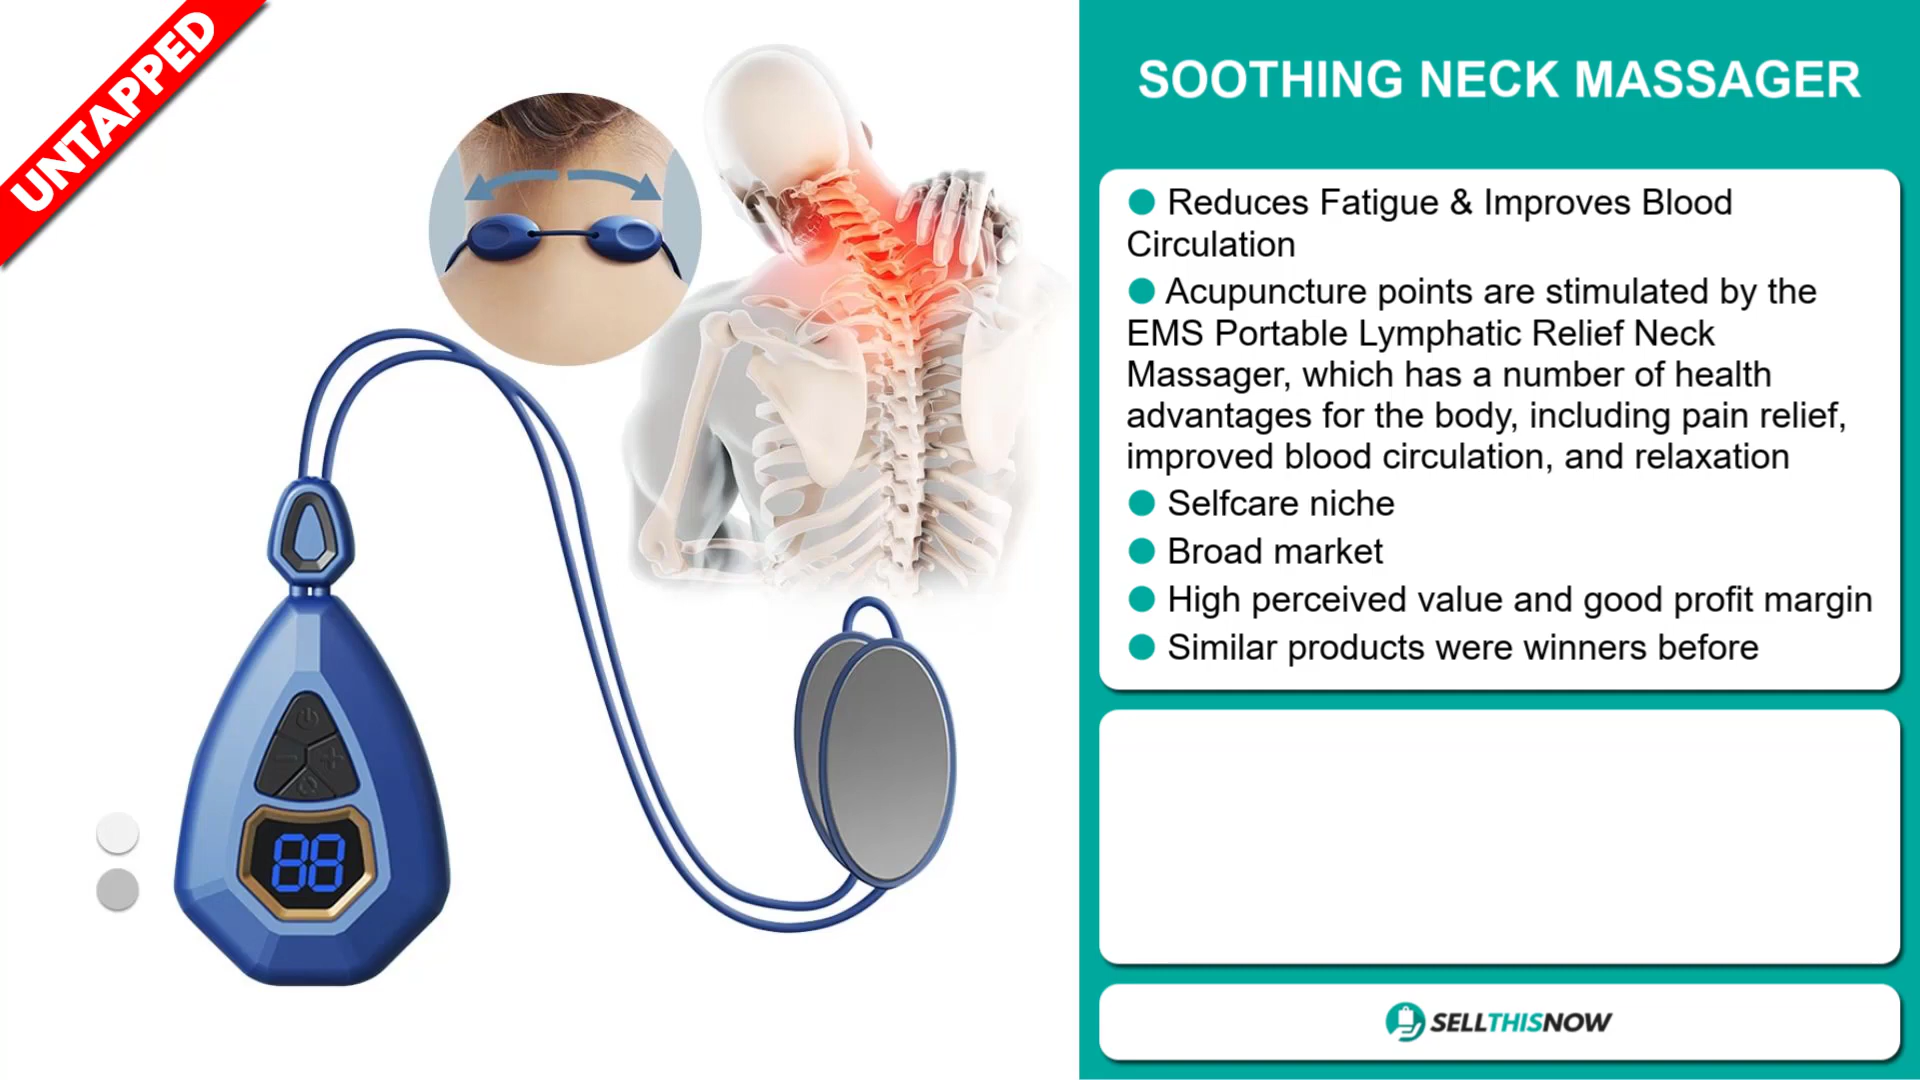 UNTAPPED
SOOTHING NECK MASSAGER
Reduces Fatigue & Improves Blood
Circulation
Acupuncture points are stimulated by the
EMS Portable Lymphatic Relief Neck
Massager, which has a number of health
advantages for the body, including pain relief,
improved blood circulation, and relaxation
Selfcare niche
Broad market
High perceived value and good profit margin
Similar products were winners before
88
SELLTHISNOW